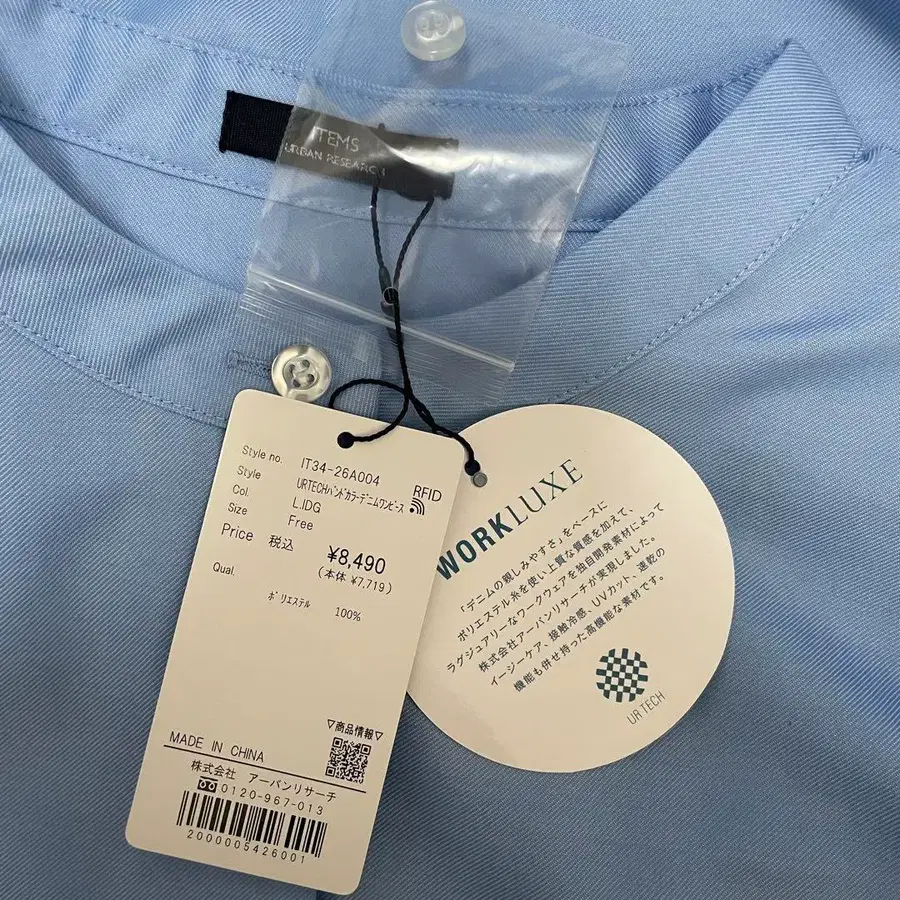 ITEMS
URBAN RESEARCH
Style no. IT34-26A004
Style URTECHバンドカラーデニムワンピース
Col. L.IDG
Size Free
RFID
Price 税込 ¥8,490
(本体 ¥7,719)
Qual.
ポリエステル 100%
▽商品情報▽
MADE IN CHINA
株式会社 アーバンリサーチ
0120-967-013
2000005426001
WORKLUXE
「デニムの親しみやすさ」をベースに
ポリエステル糸を使い上質な質感を加えて、
ラグジュアリーなワークウェアを独自開発素材によって
株式会社アーバンリサーチが実現しました。
イージーケア、接触冷感、UVカット、速乾の
機能も併せ持った高機能な素材です。
UR TECH